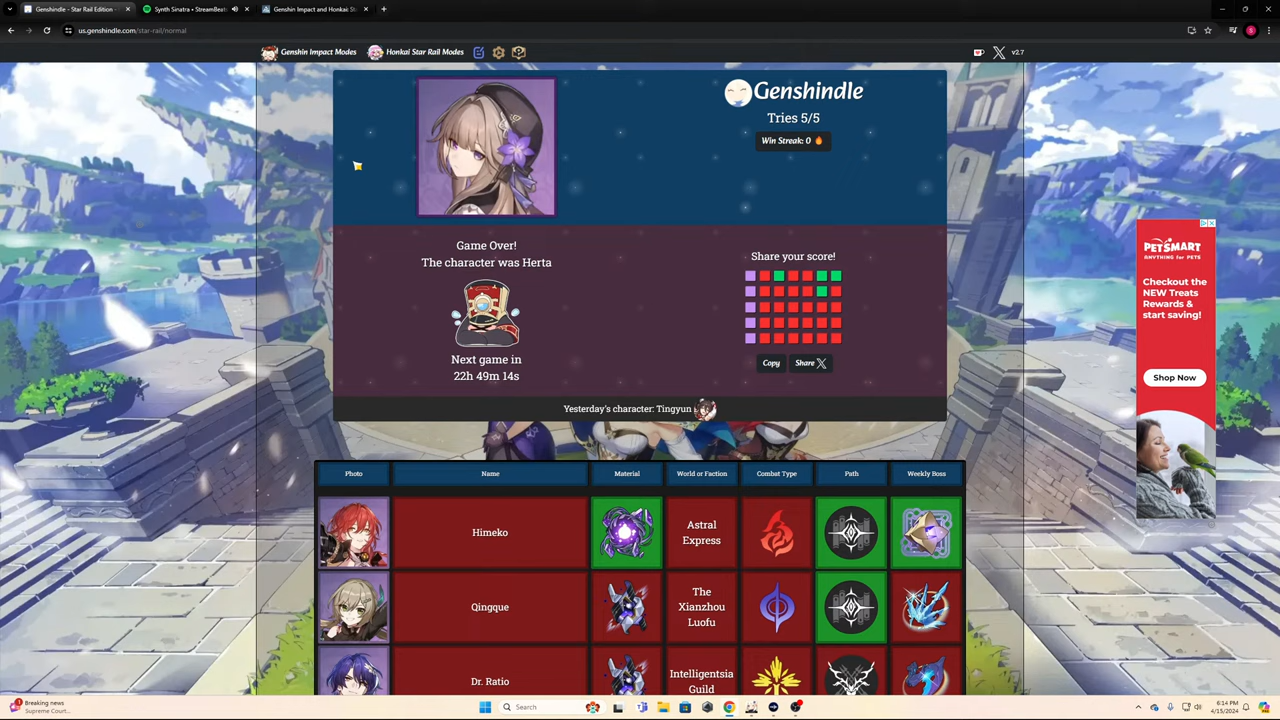 Genshindle - Star Rail Edition -
Synth Sinatra • StreamBeats
Genshin Impact and Honkai: St
us.genshindle.com/star-rail/normal
S
Genshin Impact Modes
Honkai Star Rail Modes
v2.7
Genshindle
Tries 5/5
Win Streak: 0
Game Over!
The character was Herta
Share your score!
Next game in
22h 49m 14s
Copy
Share
Yesterday's character: Tingyun
PETSMART
ANYTHING for PETS
Checkout the
NEW Treats
Rewards &
start saving!
Shop Now
Photo
Name
Material
World or Faction
Combat Type
Path
Weekly Boss
Himeko
Astral
Express
Qingque
The
Xianzhou
Luofu
Dr. Ratio
Intelligentsia
Guild
1
Breaking news
Supreme Court...
Search
6:14 PM
4/15/2024